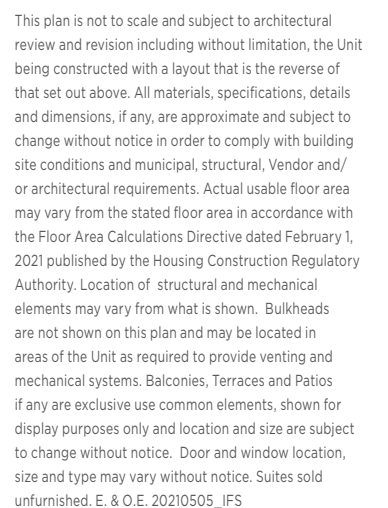 This plan is not to scale and subject to architectural
review and revision including without limitation, the Unit
being constructed with a layout that is the reverse of
that set out above. All materials, specifications, details
and dimensions, if any, are approximate and subject to
change without notice in order to comply with building
site conditions and municipal, structural, Vendor and/
or architectural requirements. Actual usable floor area
may vary from the stated floor area in accordance with
the Floor Area Calculations Directive dated February 1,
2021 published by the Housing Construction Regulatory
Authority. Location of  structural and mechanical
elements may vary from what is shown.  Bulkheads
are not shown on this plan and may be located in
areas of the Unit as required to provide venting and
mechanical systems. Balconies, Terraces and Patios
if any are exclusive use common elements, shown for
display purposes only and location and size are subject
to change without notice.  Door and window location,
size and type may vary without notice. Suites sold
unfurnished. E. & O.E. 20210505_IFS